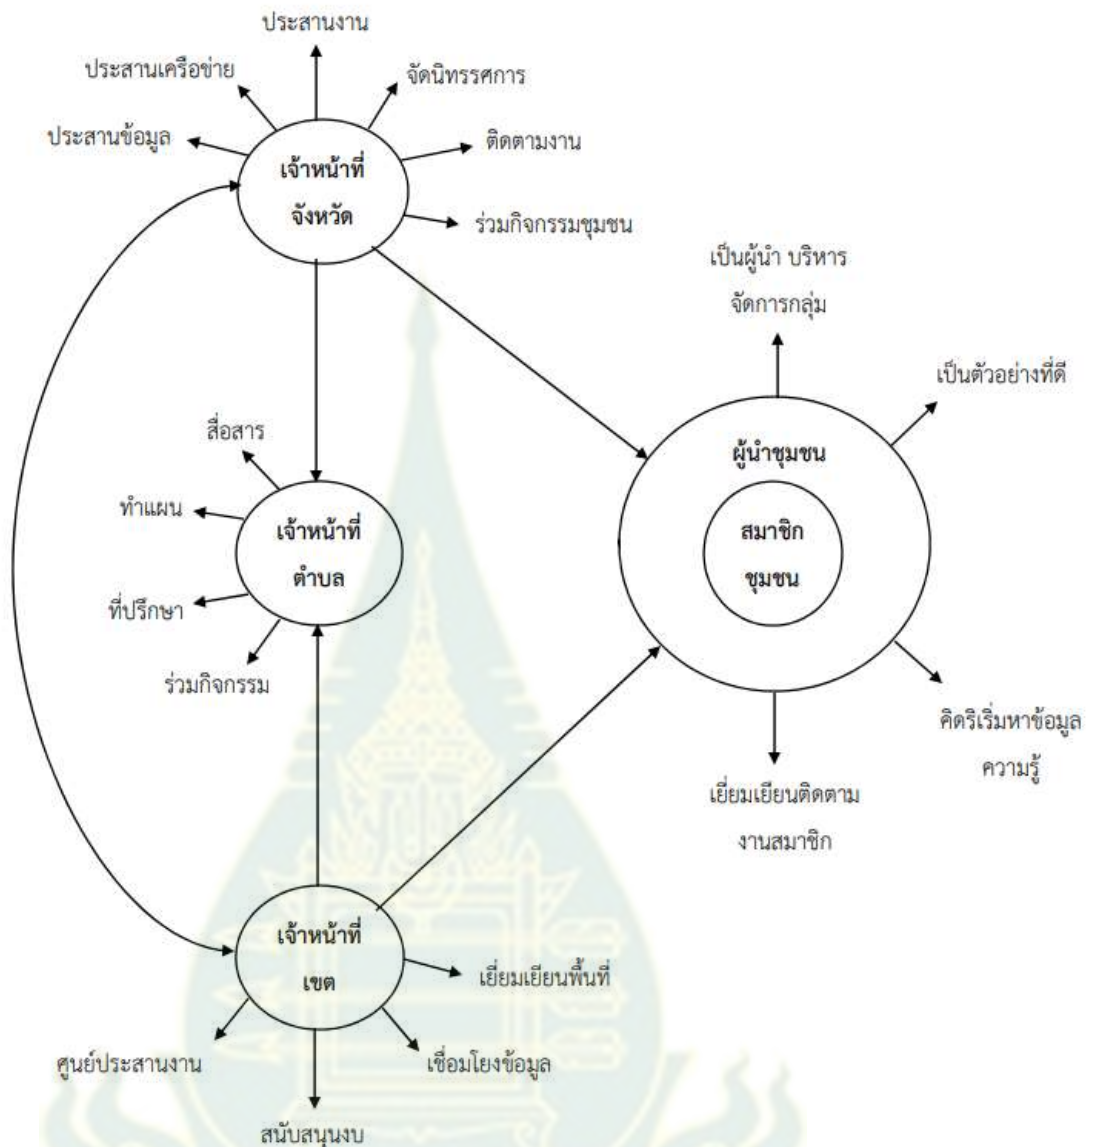 ประสานงาน
ประสานเครือข่าย
จัดนิทรรศการ
ประสานข้อมูล
ติดตามงาน
เจ้าหน้าที่
จังหวัด
ร่วมกิจกรรมชุมชน
เป็นผู้นำ บริหาร
จัดการกลุ่ม
เป็นตัวอย่างที่ดี
สื่อสาร
ผู้นำชุมชน
ทำแผน
เจ้าหน้าที่
ตำบล
สมาชิก
ชุมชน
ที่ปรึกษา
ร่วมกิจกรรม
คิดริเริ่มหาข้อมูล
ความรู้
เยี่ยมเยียนติดตาม
งานสมาชิก
เจ้าหน้าที่
เขต
เยี่ยมเยียนพื้นที่
ศูนย์ประสานงาน
เชื่อมโยงข้อมูล
สนับสนุนงบ